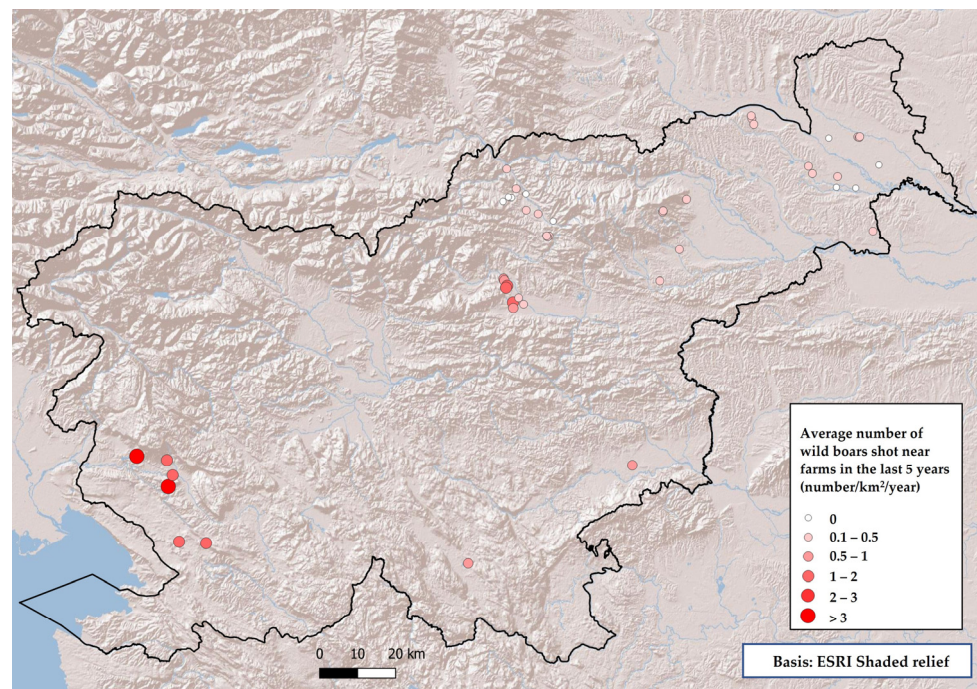 Average number of
wild boars shot near
farms in the last 5 years
(number/km²/year)
0
0.1 – 0.5
0.5 – 1
1 – 2
2 – 3
> 3
0 10 20 km
Basis: ESRI Shaded relief